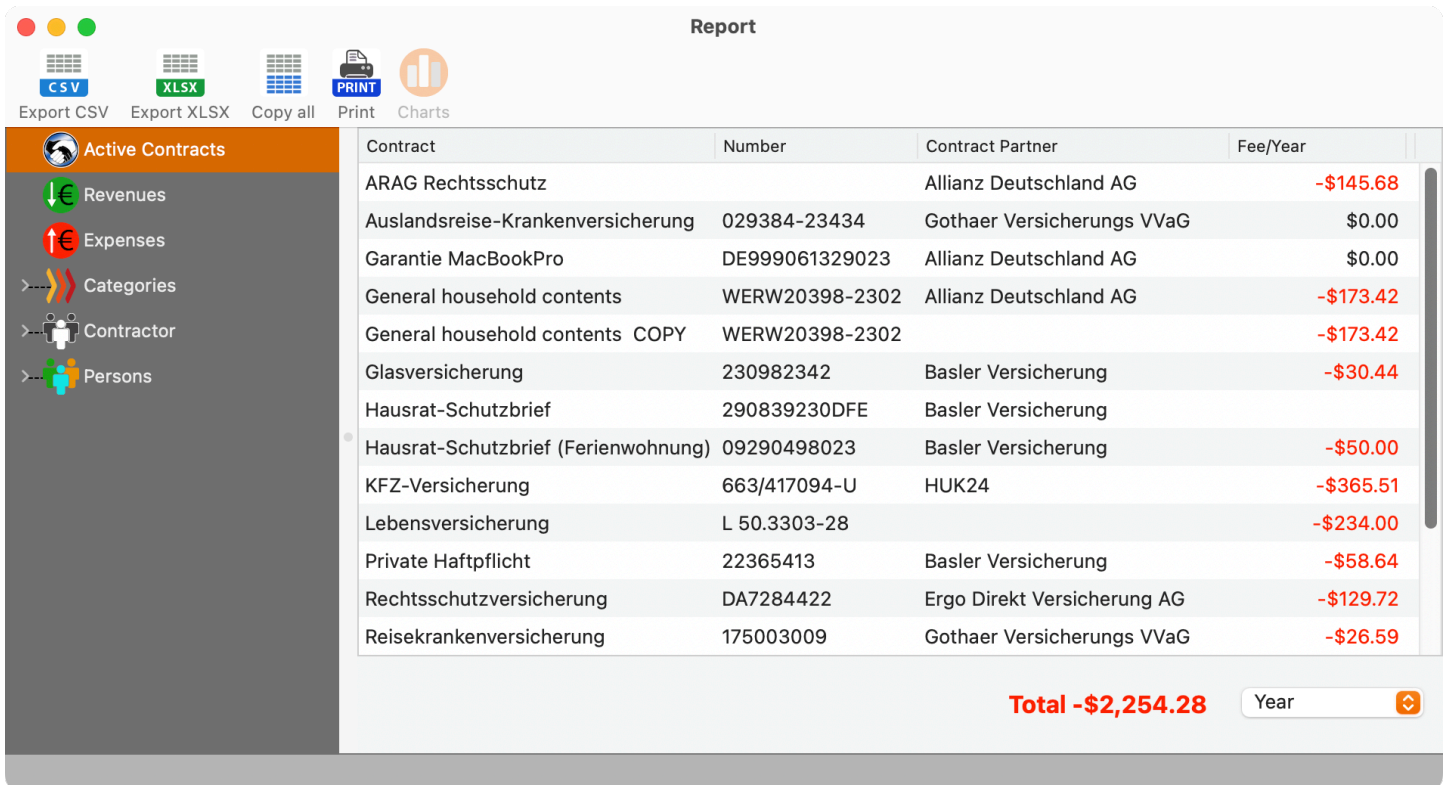 Report
CSV XLSX PRINT
Export CSV Export XLSX Copy all Print Charts
Active Contracts
Revenues
Expenses
Categories
Contractor
Persons
Contract Number Contract Partner Fee/Year
ARAG Rechtsschutz Allianz Deutschland AG -$145.68
Auslandsreise-Krankenversicherung 029384-23434 Gothaer Versicherungs VVaG $0.00
Garantie MacBookPro DE999061329023 Allianz Deutschland AG $0.00
General household contents WERW20398-2302 Allianz Deutschland AG -$173.42
General household contents  COPY WERW20398-2302 -$173.42
Glasversicherung 230982342 Basler Versicherung -$30.44
Hausrat-Schutzbrief 290839230DFE Basler Versicherung
Hausrat-Schutzbrief (Ferienwohnung) 09290498023 Basler Versicherung -$50.00
KFZ-Versicherung 663/417094-U HUK24 -$365.51
Lebensversicherung L 50.3303-28 -$234.00
Private Haftpflicht 22365413 Basler Versicherung -$58.64
Rechtsschutzversicherung DA7284422 Ergo Direkt Versicherung AG -$129.72
Reisekrankenversicherung 175003009 Gothaer Versicherungs VVaG -$26.59
Total -$2,254.28 Year